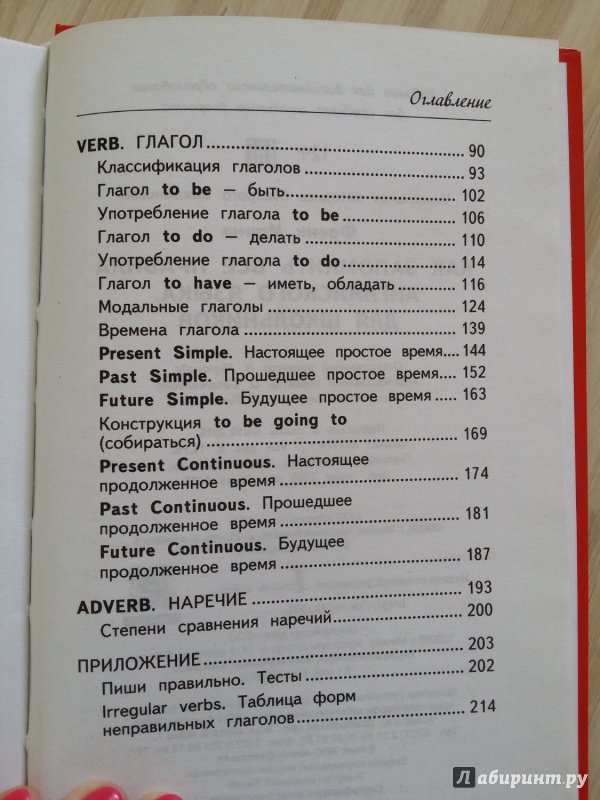 Оглавление
VERB. ГЛАГОЛ........................................ 90
Классификация глаголов......................... 93
Глагол to be — быть............................ 102
Употребление глагола to be................ 106
Глагол to do — делать........................ 110
Употребление глагола to do................ 114
Глагол to have — иметь, обладать......... 116
Модальные глаголы............................ 124
Времена глагола................................ 139
Present Simple. Настоящее простое время.... 144
Past Simple. Прошедшее простое время..... 152
Future Simple. Будущее простое время..... 163
Конструкция to be going to
(собираться)..................................... 169
Present Continuous. Настоящее
продолженное время........................... 174
Past Continuous. Прошедшее
продолженное время........................... 181
Future Continuous. Будущее
продолженное время........................... 187
ADVERB. НАРЕЧИЕ................................ 193
Степени сравнения наречий.................. 200
ПРИЛОЖЕНИЕ..................................... 203
Пиши правильно. Тесты....................... 202
Irregular verbs. Таблица форм
неправильных глаголов........................ 214
Лабиринт.ру